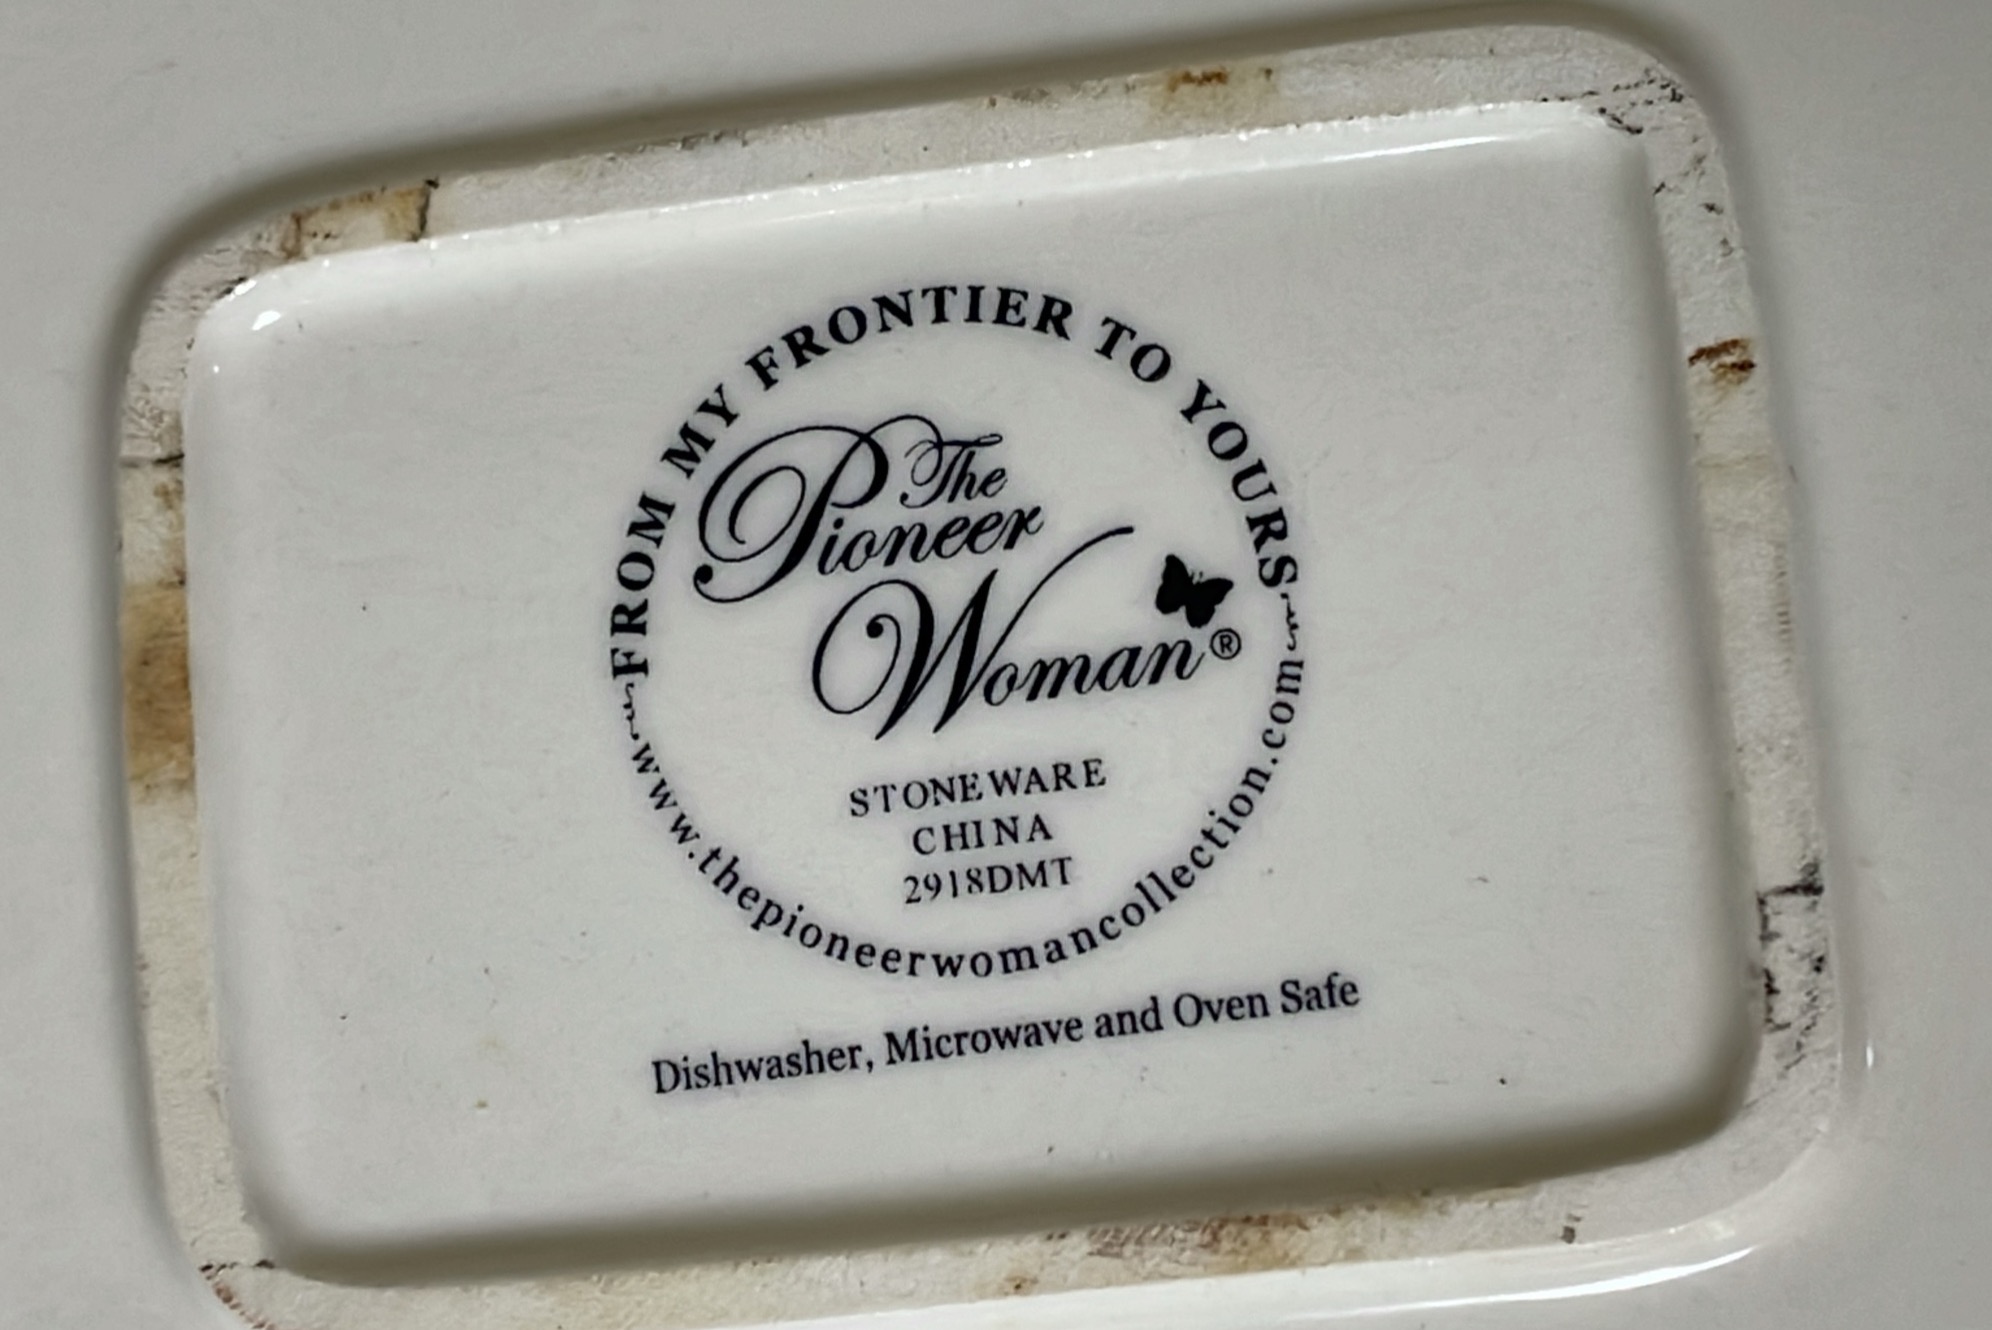 FROM MY FRONTIER TO YOURS
The
Pioneer
Woman®
STONEWARE
CHINA
2918DMT
www.thepioneerwomancollection.com
Dishwasher, Microwave and Oven Safe